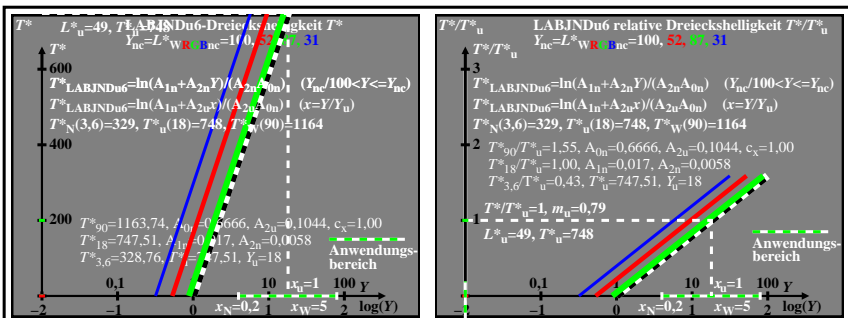 LABJNDu6-Dreieckshelligkeit T*
T*
L*u=49, T*u=748
Ync=L*WRGBnc=100, 52, 87, 31
T*
600
T*LABJNDu6=ln(A1n+A2nY)/(A2nA0n) (Ync/100<Y<=Ync)
T*LABJNDu6=ln(A1n+A2ux)/(A2uA0n) (x=Y/Yu)
T*N(3,6)=329, T*u(18)=748, T*W(90)=1164
400
200
T*90=1163,74, A0n=0,6666, A2u=0,1044, cx=1,00
T*18=747,51, A1n=0,017, A2n=0,0058
T*3,6=328,76, T*u=747,51, Yu=18
Anwendungs-
bereich
xu=1
0,1 1 10 100 Y
−2 −1 0 1 2 log(Y)
xN=0,2 xW=5
LABJNDu6 relative Dreieckshelligkeit T*/T*u
T*/T*u
Ync=L*WRGBnc=100, 52, 87, 31
T*/T*u
3
T*LABJNDu6=ln(A1n+A2nY)/(A2nA0n) (Ync/100<Y<=Ync)
T*LABJNDu6=ln(A1n+A2ux)/(A2uA0n) (x=Y/Yu)
T*N(3,6)=329, T*u(18)=748, T*W(90)=1164
2
T*90/T*u=1,55, A0n=0,6666, A2u=0,1044, cx=1,00
T*18/T*u=1,00, A1n=0,017, A2n=0,0058
T*3,6/T*u=0,43, T*u=747,51, Yu=18
T*/T*u=1, mu=0,79
1
L*u=49, T*u=748
Anwendungs-
bereich
xu=1
0,1 1 10 100 Y
−2 −1 0 1 2 log(Y)
xN=0,2 xW=5